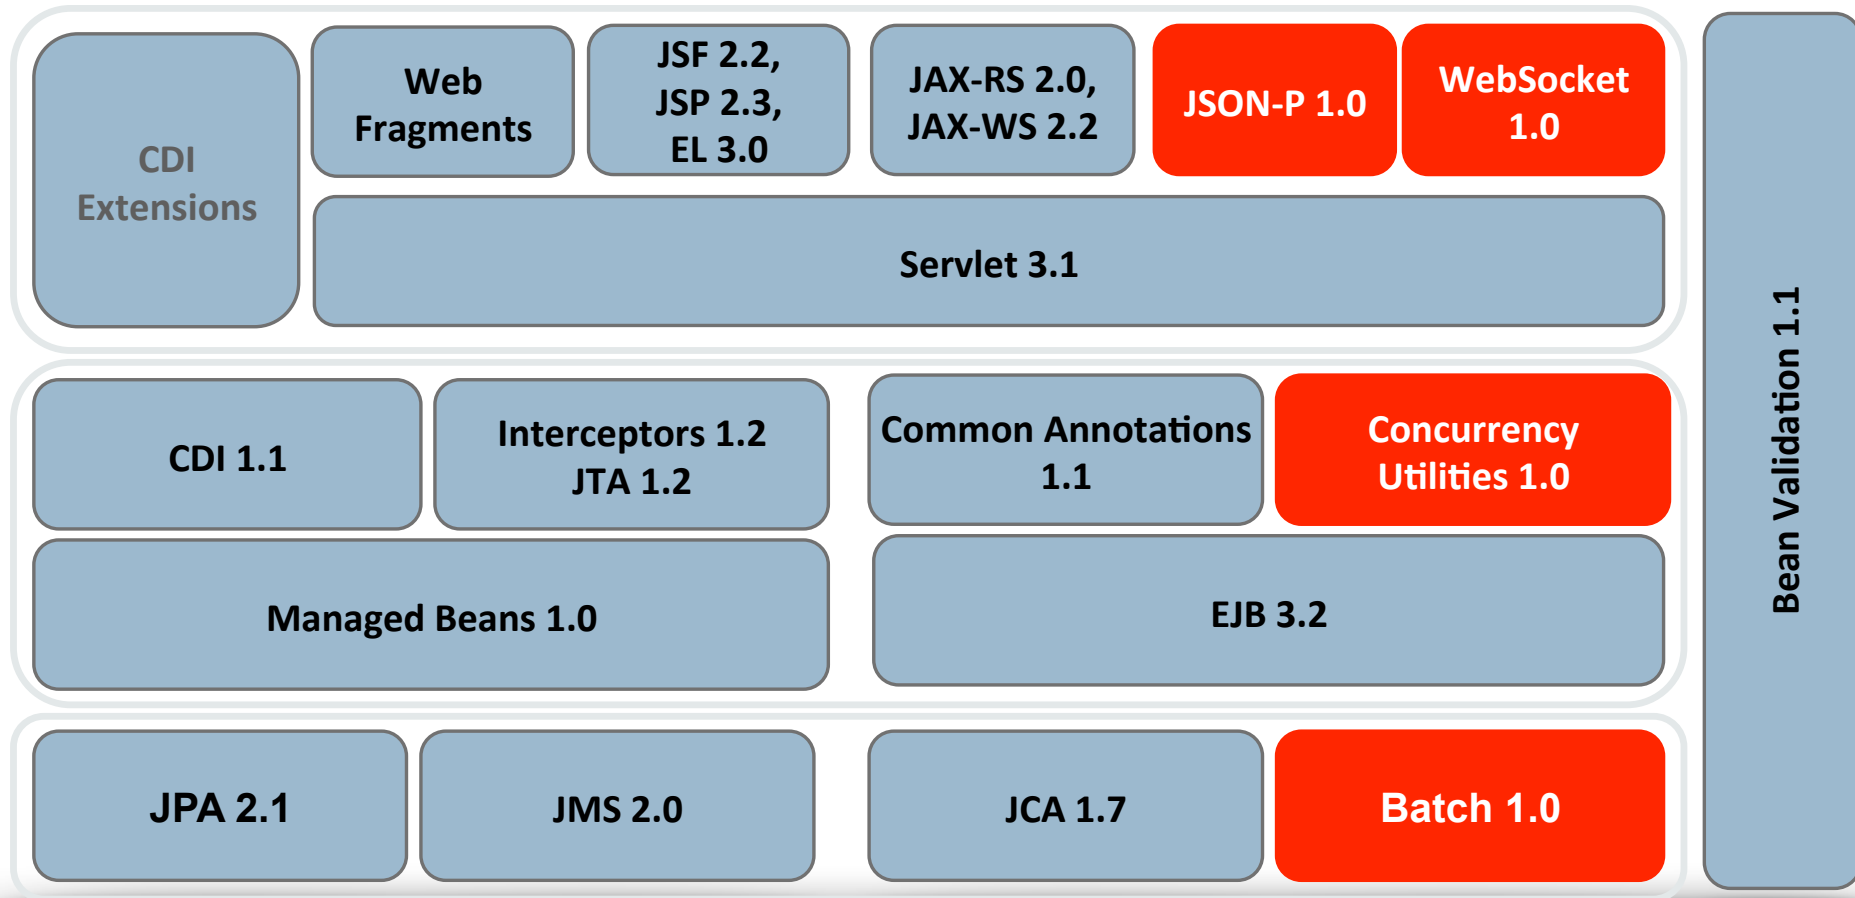 CDI
Extensions
Web
Fragments
JSF 2.2,
JSP 2.3,
EL 3.0
JAX-RS 2.0,
JAX-WS 2.2
JSON-P 1.0
WebSocket
1.0
Servlet 3.1
CDI 1.1
Interceptors 1.2
JTA 1.2
Common Annotations
1.1
Concurrency
Utilities 1.0
Managed Beans 1.0
EJB 3.2
JPA 2.1
JMS 2.0
JCA 1.7
Batch 1.0
Bean Validation 1.1